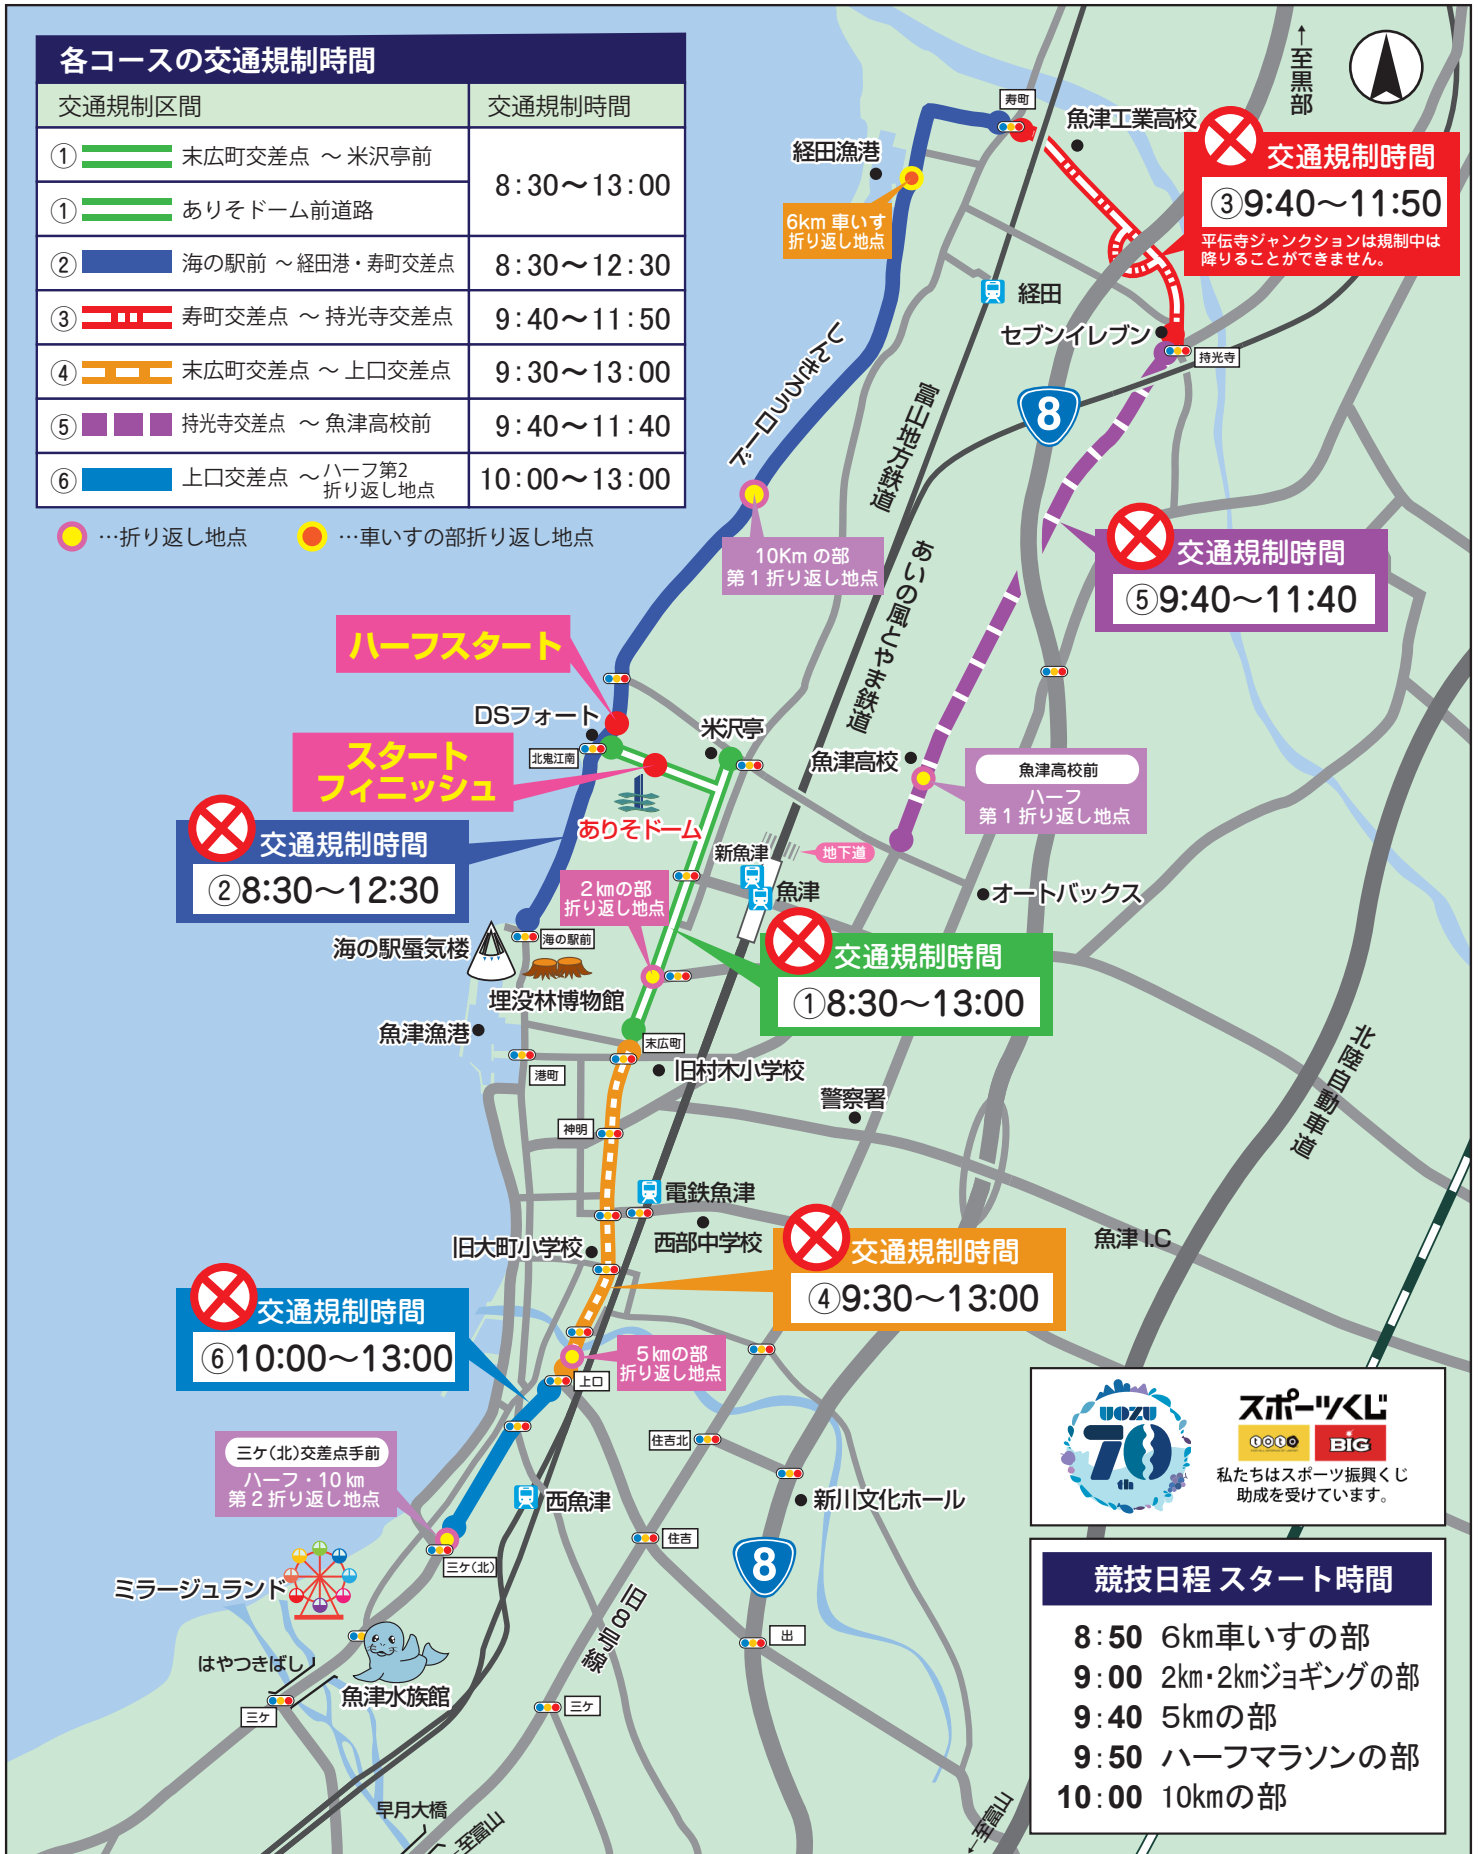 各コースの交通規制時間
交通規制区間
交通規制時間
① 末広町交差点 ～ 米沢亭前
8:30～13:00
① ありそドーム前道路
② 海の駅前 ～ 経田港・寿町交差点
8:30～12:30
③ 寿町交差点 ～ 持光寺交差点
9:40～11:50
④ 末広町交差点 ～ 上口交差点
9:30～13:00
⑤ 持光寺交差点 ～ 魚津高校前
9:40～11:40
⑥ 上口交差点 ～ ハーフ第2
折り返し地点
10:00～13:00
…折り返し地点
…車いすの部折り返し地点
↑至黒部
寿町
魚津工業高校
経田漁港
6km 車いす
折り返し地点
交通規制時間
③9:40～11:50
平伝寺ジャンクションは規制中は
降りることができません。
経田
セブンイレブン
持光寺
しんきろうロード
富山地方鉄道
8
10Kmの部
第1折り返し地点
あいの風とやま鉄道
交通規制時間
⑤9:40～11:40
ハーフスタート
DSフォート
北鬼江南
米沢亭
スタート
フィニッシュ
ありそドーム
魚津高校
魚津高校前
ハーフ
第1折り返し地点
交通規制時間
②8:30～12:30
新魚津
地下道
魚津
オートバックス
2㎞の部
折り返し地点
海の駅蜃気楼
海の駅前
埋没林博物館
交通規制時間
①8:30～13:00
魚津漁港
末広町
旧村木小学校
港町
警察署
神明
北陸自動車道
電鉄魚津
西部中学校
旧大町小学校
魚津 I.C
交通規制時間
④9:30～13:00
交通規制時間
⑥10:00～13:00
5㎞の部
折り返し地点
上口
三ケ(北)交差点手前
ハーフ・10㎞
第2折り返し地点
住吉北
西魚津
新川文化ホール
住吉
三ケ(北)
8
ミラージュランド
旧8号線
出
はやつきばし
魚津水族館
三ケ
三ケ
早月大橋
←至富山
←至富山
UOZU
70
th
スポーツくじ
toto
BIG
私たちはスポーツ振興くじ
助成を受けています。
競技日程 スタート時間
8:50 6km車いすの部
9:00 2km・2kmジョギングの部
9:40 5kmの部
9:50 ハーフマラソンの部
10:00 10kmの部